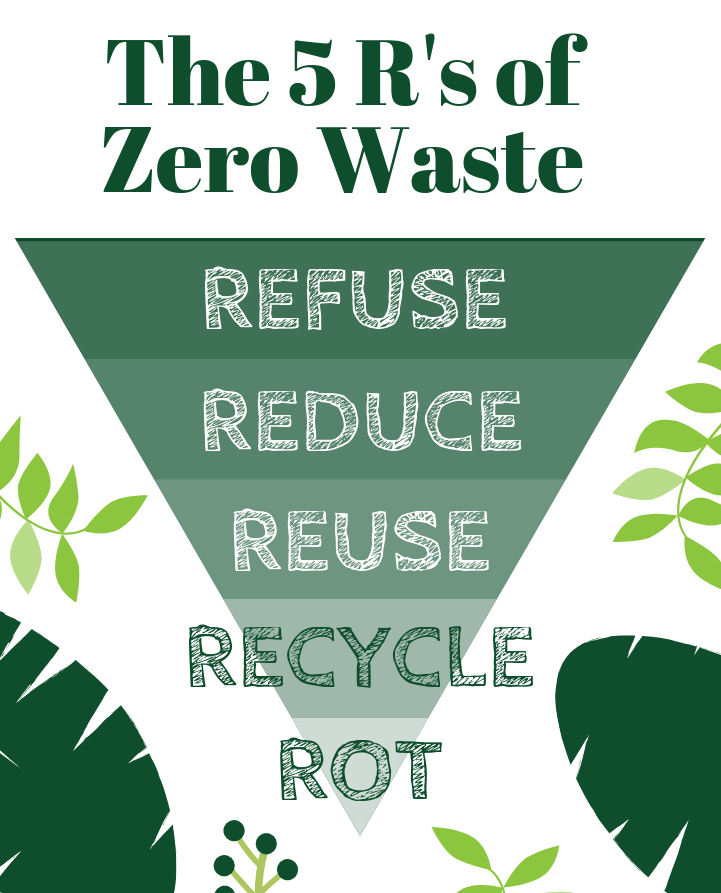 The 5 R's of
Zero Waste
REFUSE
REDUCE
REUSE
RECYCLE
ROT